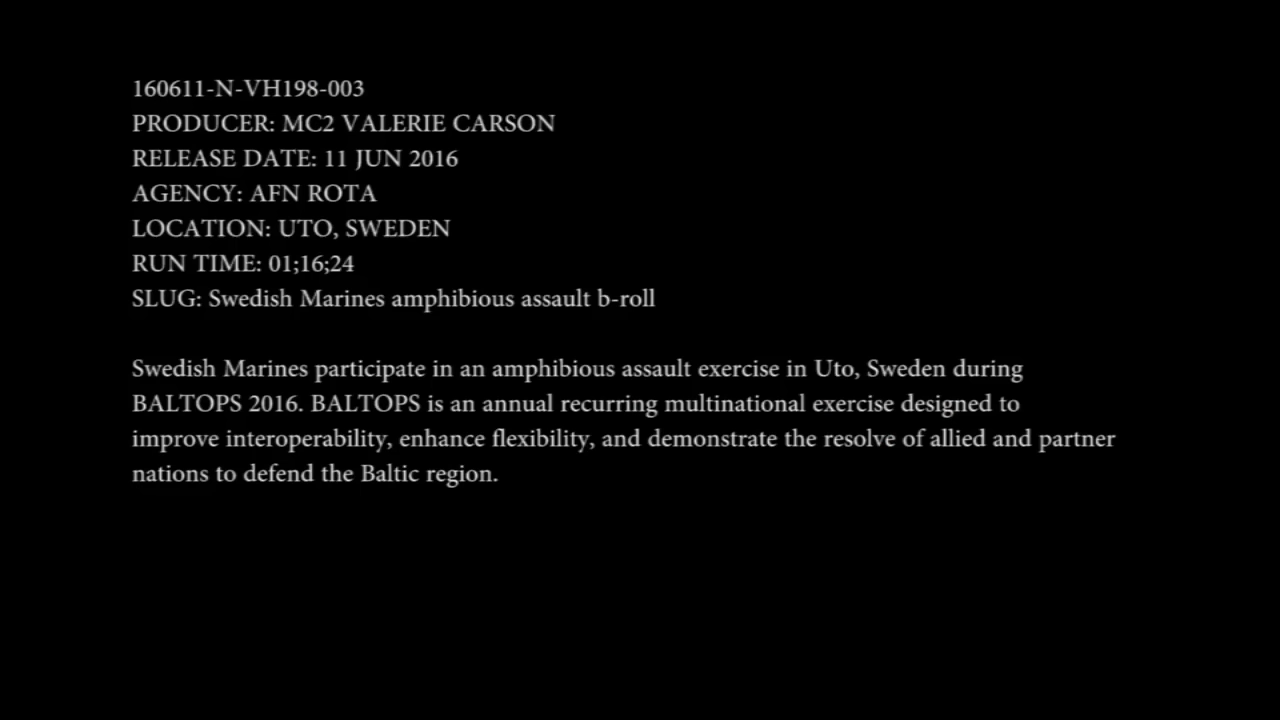 160611-N-VH198-003
PRODUCER: MC2 VALERIE CARSON
RELEASE DATE: 11 JUN 2016
AGENCY: AFN ROTA
LOCATION: UTO, SWEDEN
RUN TIME: 01;16;24
SLUG: Swedish Marines amphibious assault b-roll
Swedish Marines participate in an amphibious assault exercise in Uto, Sweden during
BALTOPS 2016. BALTOPS is an annual recurring multinational exercise designed to
improve interoperability, enhance flexibility, and demonstrate the resolve of allied and partner
nations to defend the Baltic region.